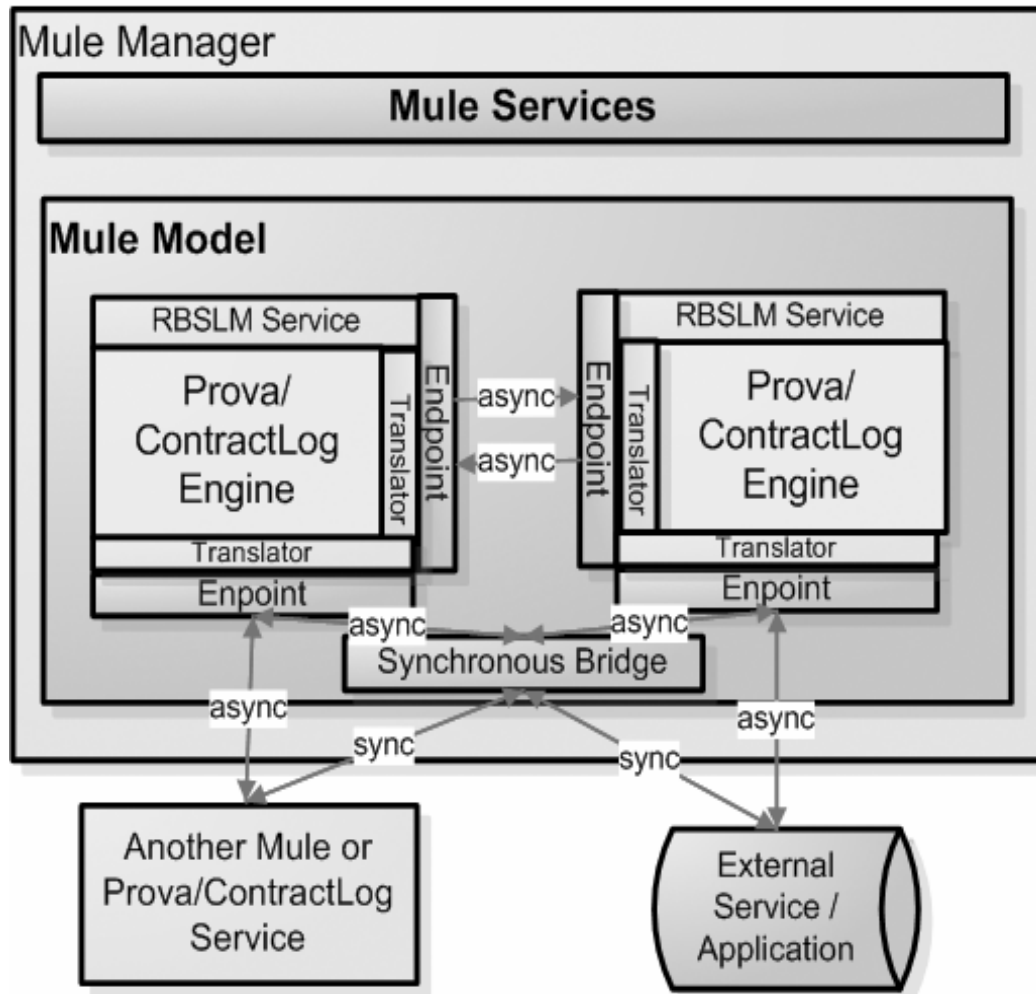 Mule Manager
Mule Services
Mule Model
RBSLM Service
Prova/
ContractLog
Engine
Translator
Endpoint
Translator
Enpoint
async
async
RBSLM Service
Endpoint
Translator
Prova/
ContractLog
Engine
Translator
Enpoint
async
async
Synchronous Bridge
async
sync
sync
async
Another Mule or
Prova/ContractLog
Service
External
Service /
Application